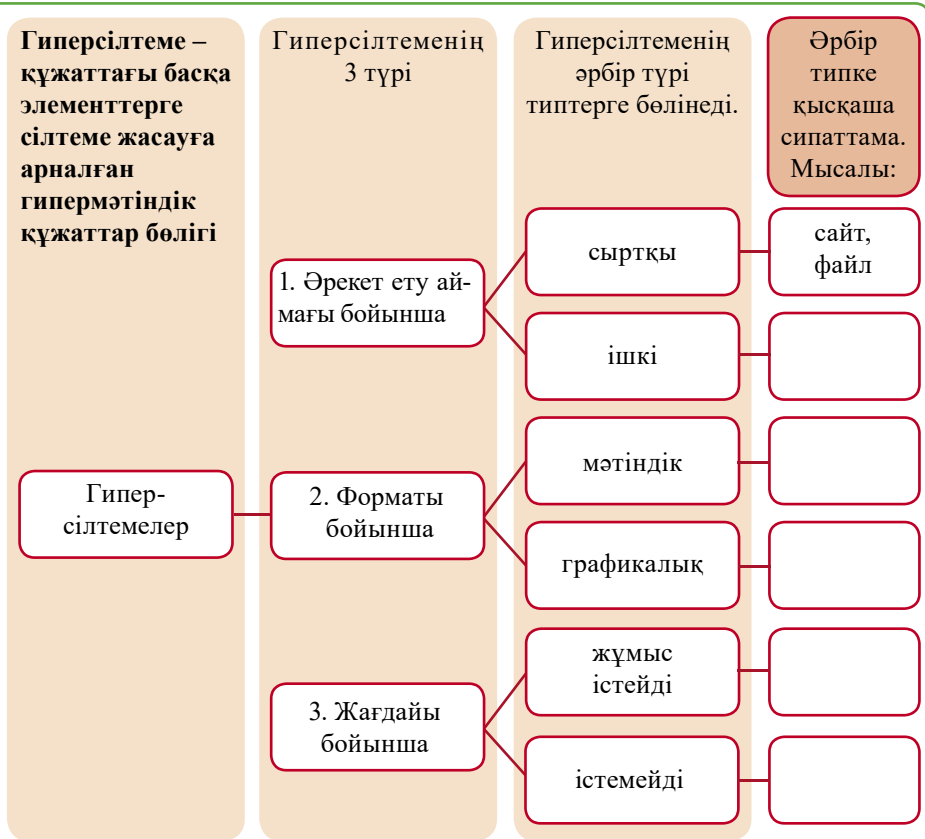 Гиперсілтеме –
құжаттағы басқа
элементтерге
сілтеме жасауға
арналған
гипермәтіндік
құжаттар бөлігі
Гиперсілтеменің
3 түрі
Гиперсілтеменің
әрбір түрі
типтерге бөлінеді.
Әрбір
типке
қысқаша
сипаттама.
Мысалы:
Гипер-
сілтемелер
1. Әрекет ету ай-
мағы бойынша
сыртқы
сайт,
файл
ішкі
2. Форматы
бойынша
мәтіндік
графикалық
3. Жағдайы
бойынша
жұмыс
істейді
істемейді